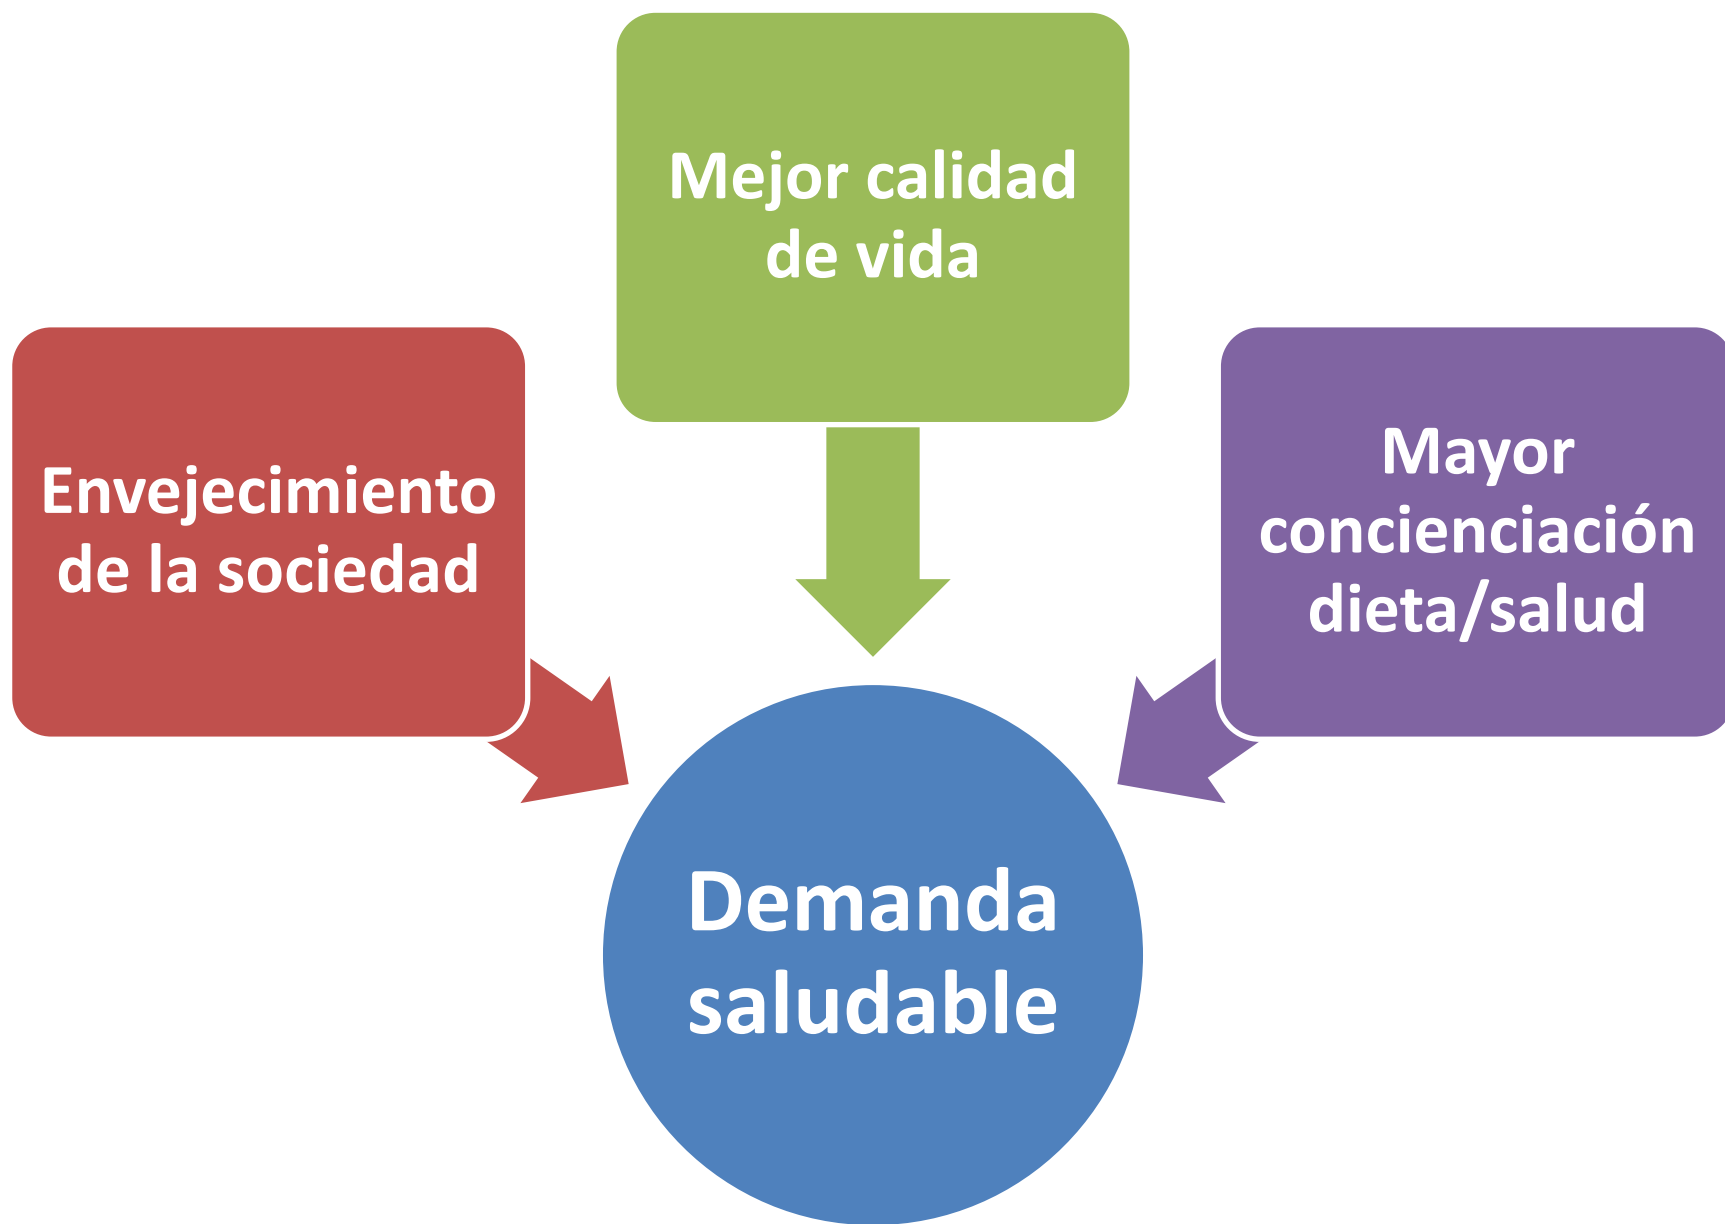 Mejor calidad
de vida
Envejecimiento
de la sociedad
Mayor
concienciación
dieta/salud
Demanda
saludable